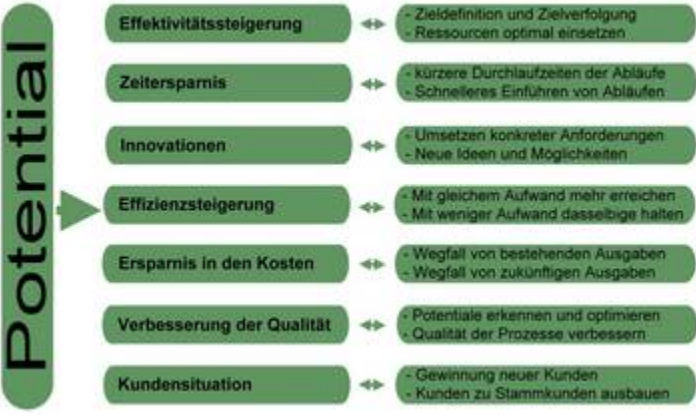 Potential
Effektivitätssteigerung
- Zieldefinition und Zielverfolgung
- Ressourcen optimal einsetzen
Zeitersparnis
- kürzere Durchlaufzeiten der Abläufe
- Schnelleres Einführen von Abläufen
Innovationen
- Umsetzen konkreter Anforderungen
- Neue Ideen und Möglichkeiten
Effizienzsteigerung
- Mit gleichem Aufwand mehr erreichen
- Mit weniger Aufwand dasselbige halten
Ersparnis in den Kosten
- Wegfall von bestehenden Ausgaben
- Wegfall von zukünftigen Ausgaben
Verbesserung der Qualität
- Potentiale erkennen und optimieren
- Qualität der Prozesse verbessern
Kundensituation
- Gewinnung neuer Kunden
- Kunden zu Stammkunden ausbauen